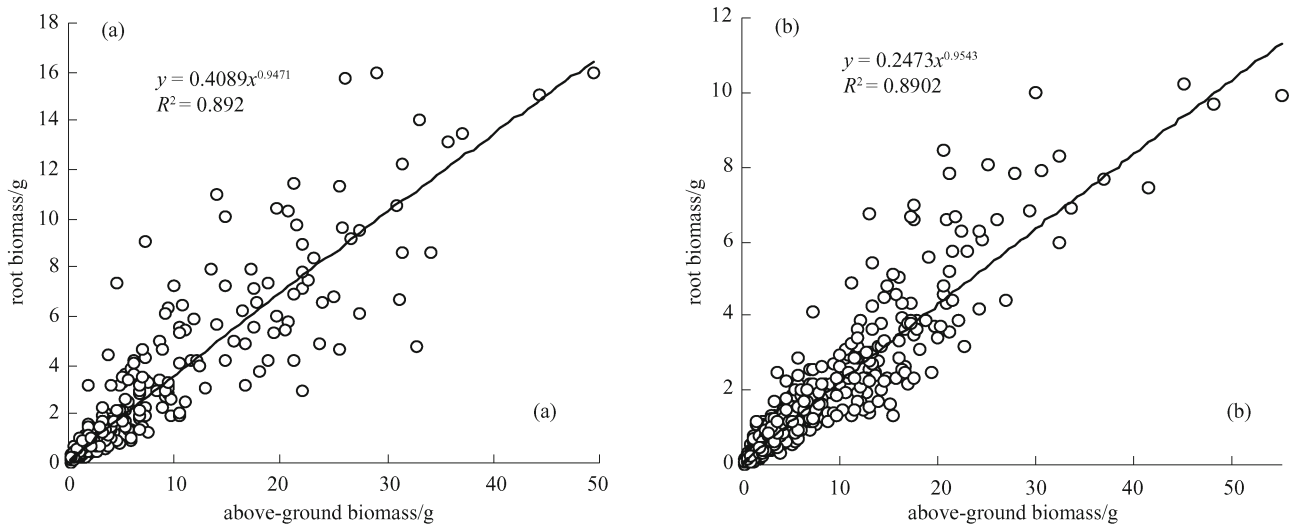 (a)
y = 0.4089x^0.9471
R² = 0.892
18
16
14
12
10
8
6
4
2
0
root biomass/g
(a)
0 10 20 30 40 50
above-ground biomass/g
(b)
y = 0.2473x^0.9543
R² = 0.8902
12
10
8
6
4
2
0
root biomass/g
(b)
0 10 20 30 40 50
above-ground biomass/g